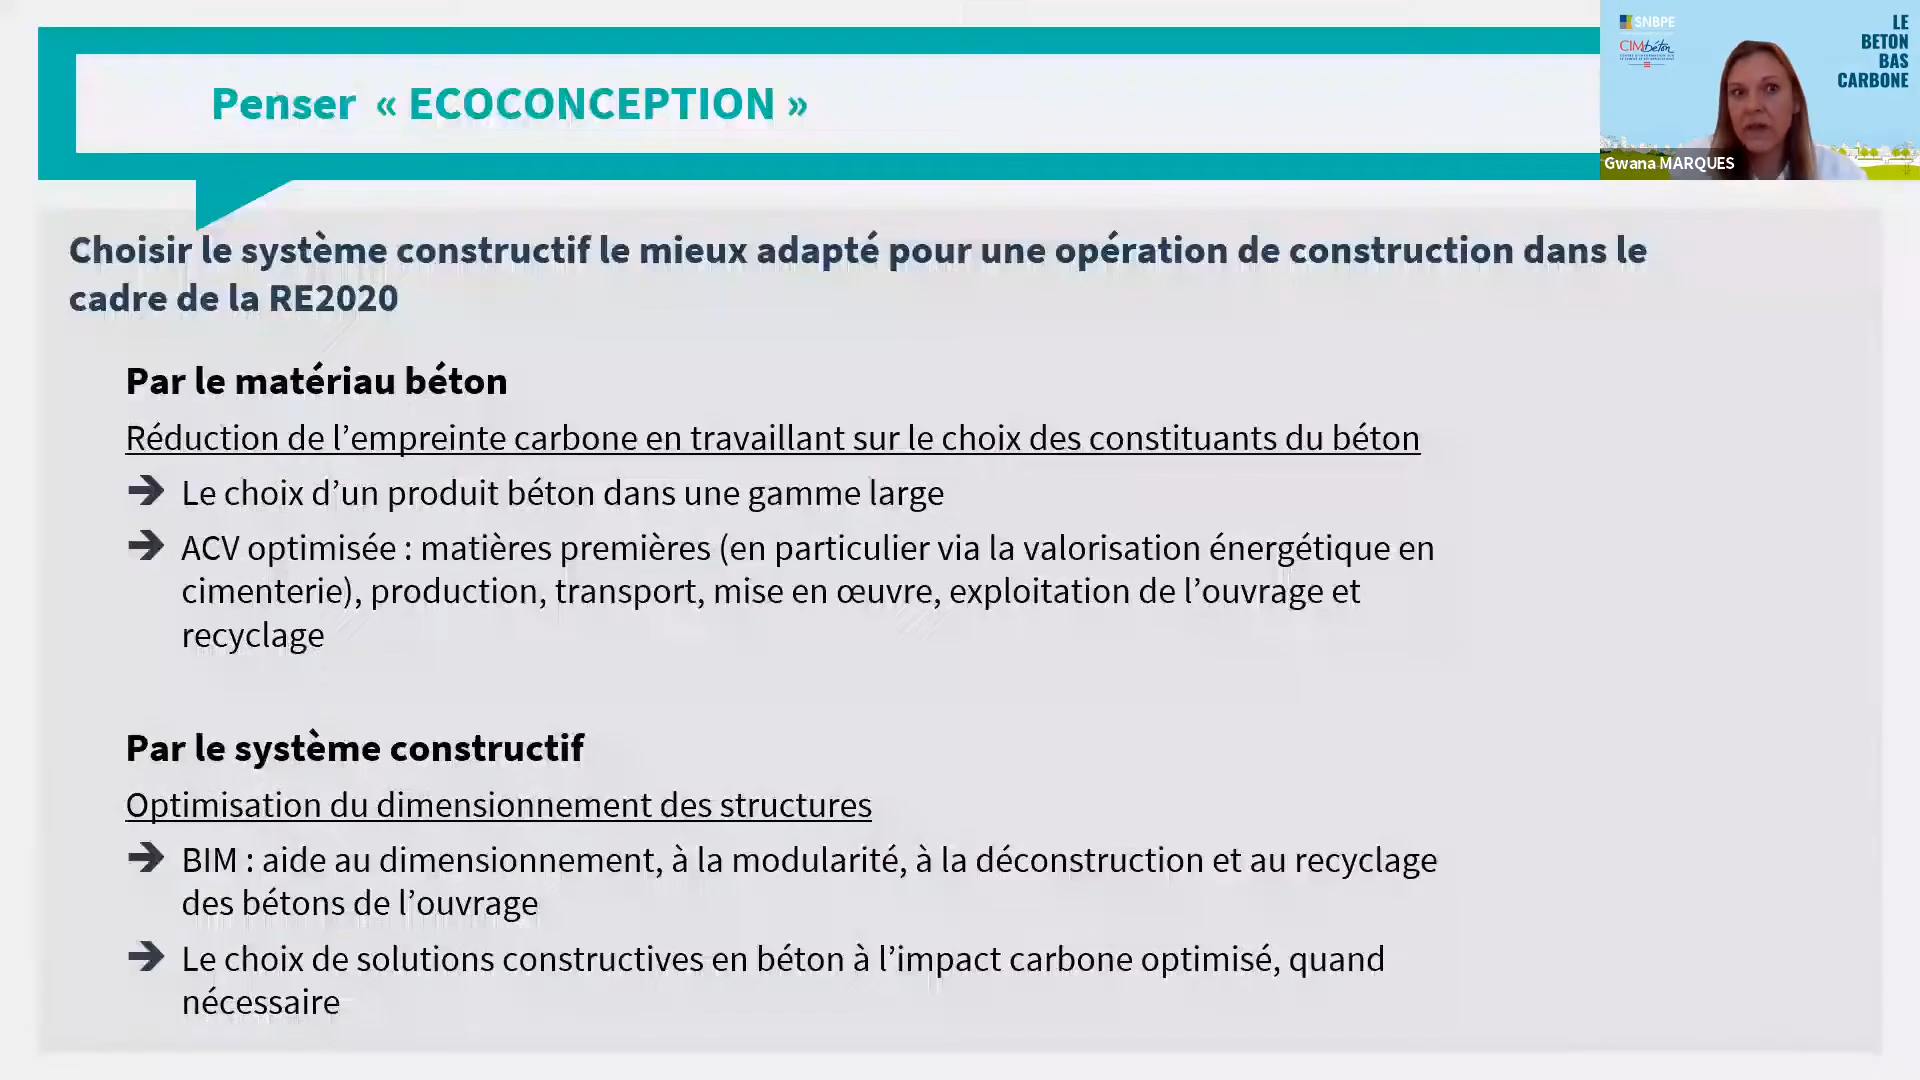 Penser « ECOCONCEPTION »
SNBPE
CIMbéton
LE
BETON
BAS
CARBONE
Gwana MARQUES
Choisir le système constructif le mieux adapté pour une opération de construction dans le
cadre de la RE2020
Par le matériau béton
Réduction de l’empreinte carbone en travaillant sur le choix des constituants du béton
➔ Le choix d’un produit béton dans une gamme large
➔ ACV optimisée : matières premières (en particulier via la valorisation énergétique en
cimenterie), production, transport, mise en œuvre, exploitation de l’ouvrage et
recyclage
Par le système constructif
Optimisation du dimensionnement des structures
➔ BIM : aide au dimensionnement, à la modularité, à la déconstruction et au recyclage
des bétons de l’ouvrage
➔ Le choix de solutions constructives en béton à l’impact carbone optimisé, quand
nécessaire